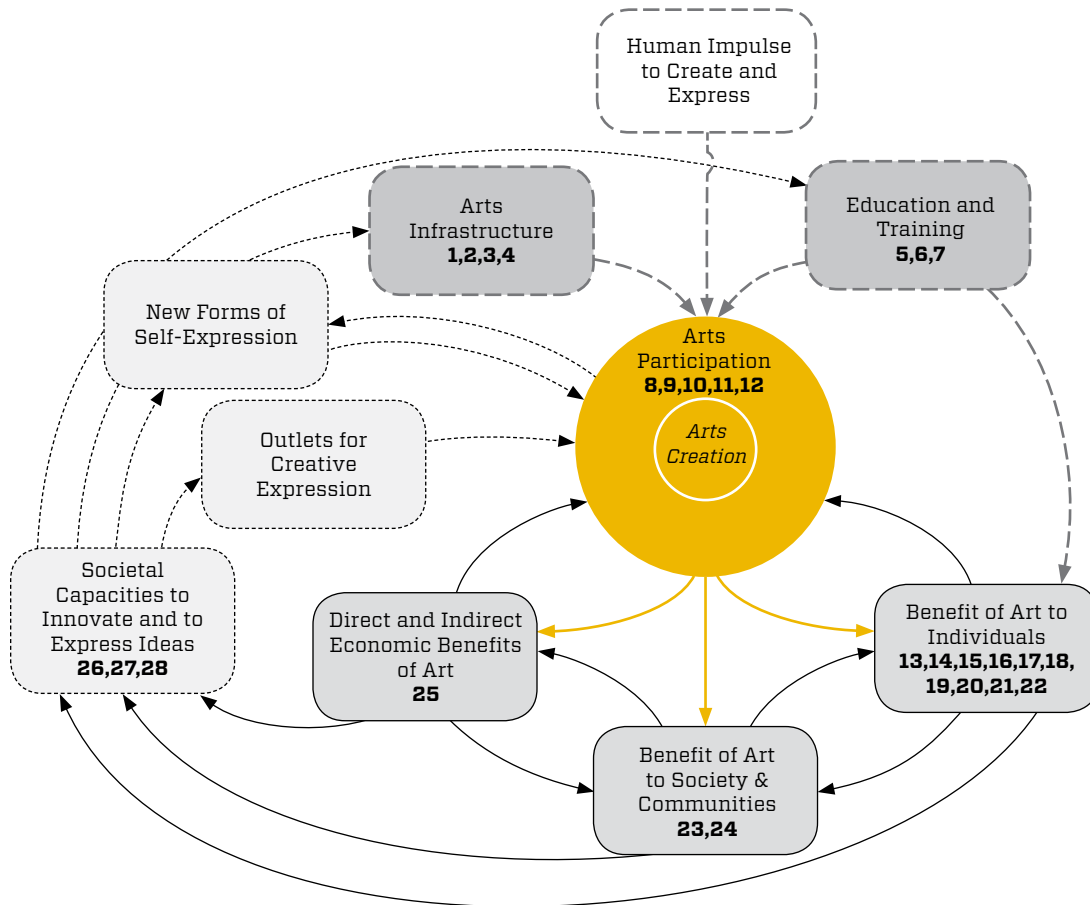 Human Impulse
to Create and
Express
Arts
Infrastructure
1,2,3,4
Education and
Training
5,6,7
New Forms of
Self-Expression
Arts
Participation
8,9,10,11,12
Arts
Creation
Outlets for
Creative
Expression
Societal
Capacities to
Innovate and to
Express Ideas
26,27,28
Direct and Indirect
Economic Benefits
of Art
25
Benefit of Art to
Individuals
13,14,15,16,17,18,
19,20,21,22
Benefit of Art
to Society &
Communities
23,24